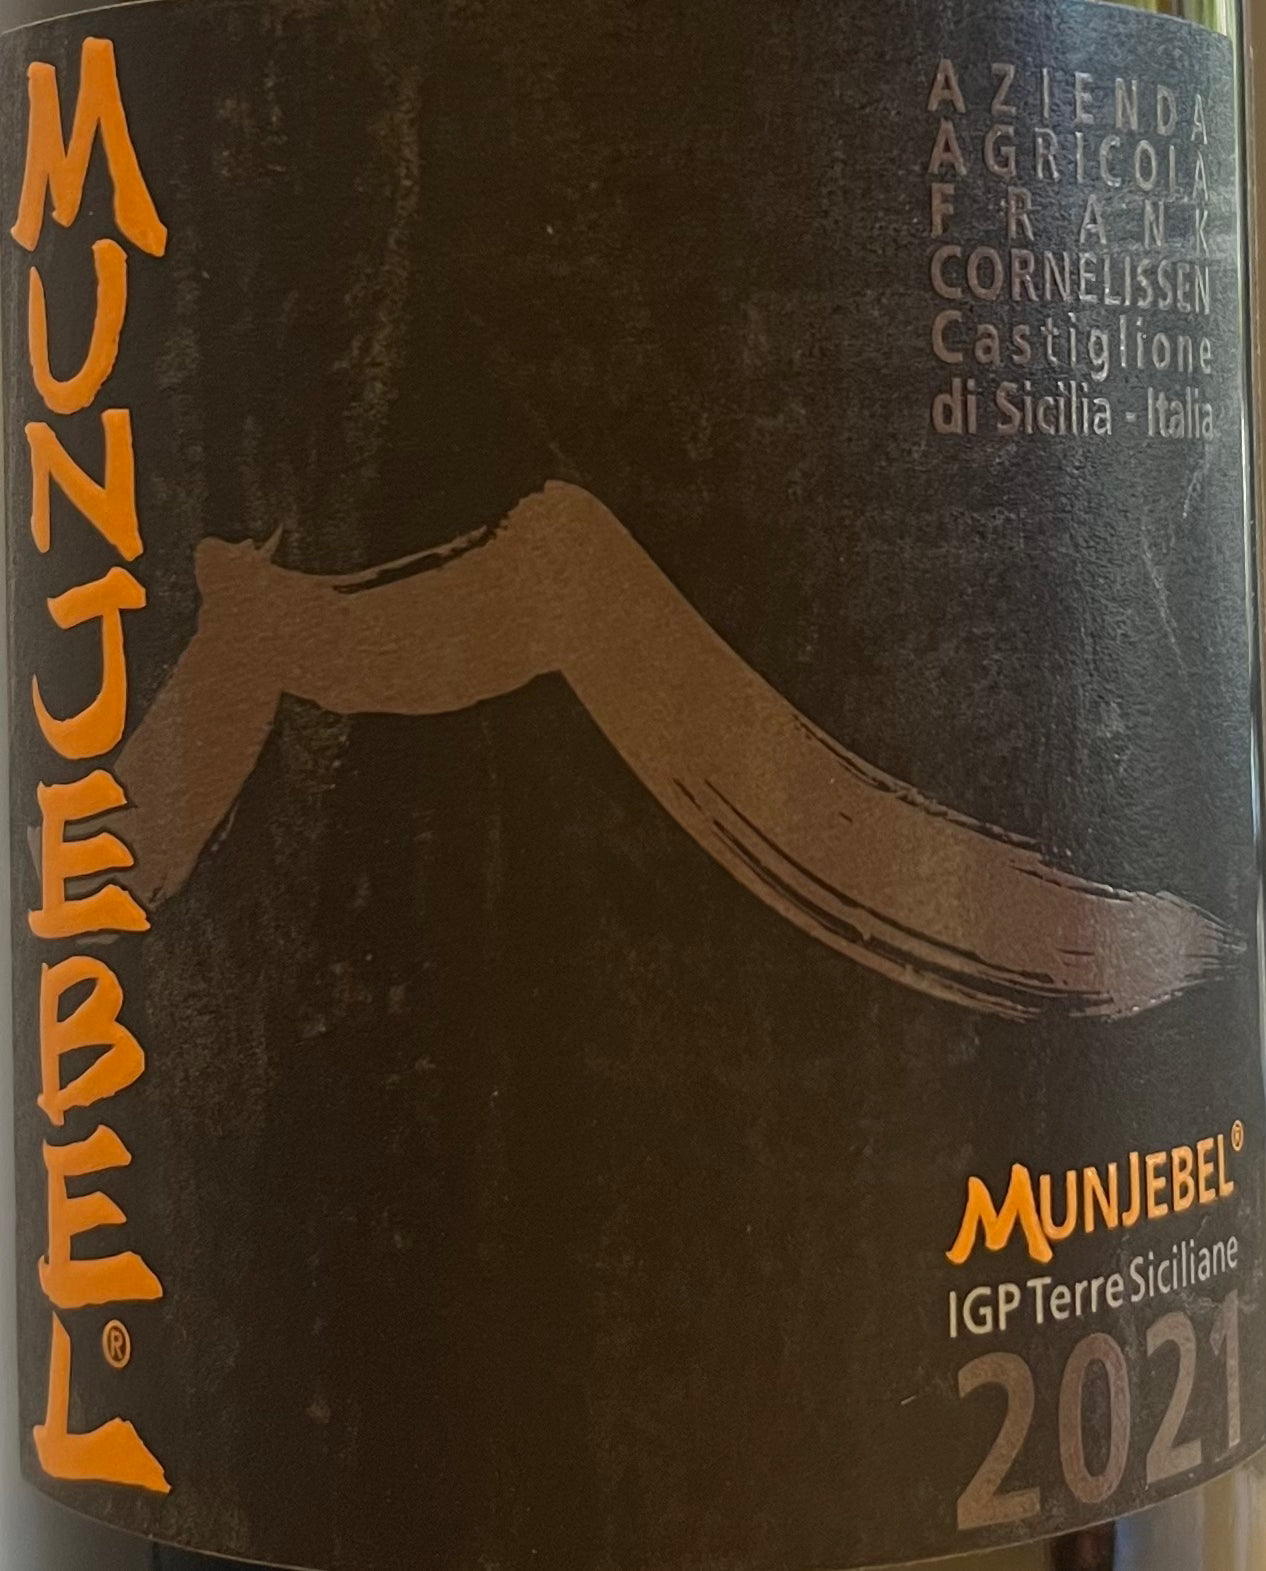 MUNJEBEL®
AZIENDA
AGRICOLA
FRANK
CORNELISSEN
Castiglione
di Sicilia - Italia
MUNJEBEL®
IGP Terre Siciliane
2021